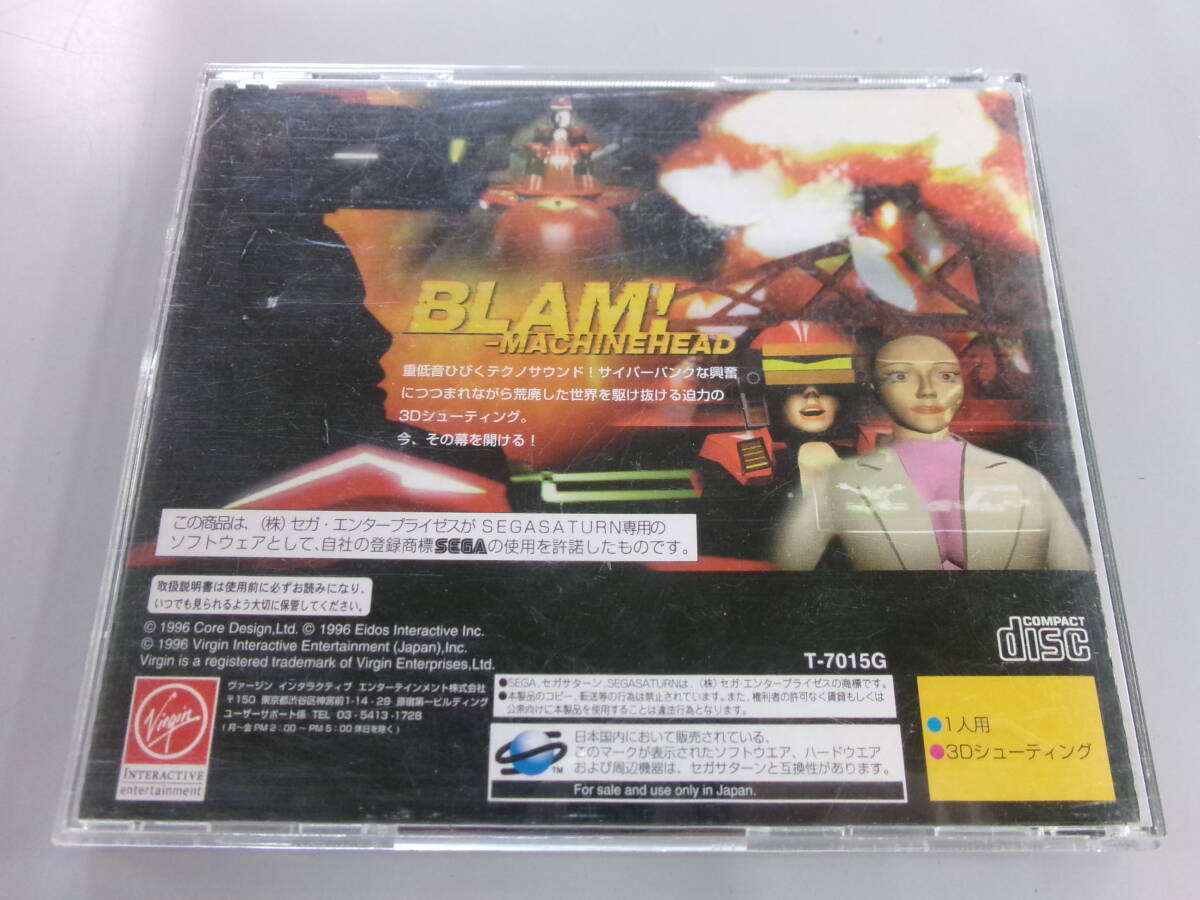 BLAM!
-MACHINEHEAD
重低音ひびくテクノサウンド!サイバーパンクな興奮
につつまれながら荒廃した世界を駆け抜ける迫力の
3Dシューティング。
今、その幕を開ける!
この商品は、(株)セガ・エンタープライゼスが SEGASATURN専用の
ソフトウェアとして、自社の登録商標SEGAの使用を許諾したものです。
取扱説明書は使用前に必ずお読みになり、
いつでも見られるよう大切に保管してください。
© 1996 Core Design,Ltd. © 1996 Eidos Interactive Inc.
© 1996 Virgin Interactive Entertainment (Japan),Inc.
Virgin is a registered trademark of Virgin Enterprises,Ltd.
COMPACT
disc
T-7015G
Virgin
INTERACTIVE
entertainment
ヴァージン インタラクティブ エンターテインメント株式会社
〒150 東京都渋谷区神宮前1-14-29 原宿第一ビルディング
ユーザーサポート係 TEL 03-5413-1728
(月〜金 PM 2:00 〜 PM 5:00 休日を除く)
●SEGA、セガサターン、SEGASATURNは、(株)セガ・エンタープライゼスの商標です。
●本製品のコピー、転送等の行為は禁止されています。また、権利者の許可なく賃貸もしくは
公衆向けに本製品を使用することは違法行為となります。
TM
日本国内において販売されている、
このマークが表示されたソフトウエア、ハードウエア
および周辺機器は、セガサターンと互換性があります。
For sale and use only in Japan.
●1人用
●3Dシューティング